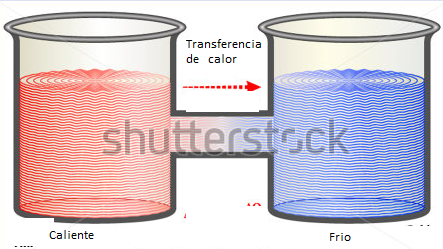 Transferencia
de calor
shutterstock
Caliente
Frio